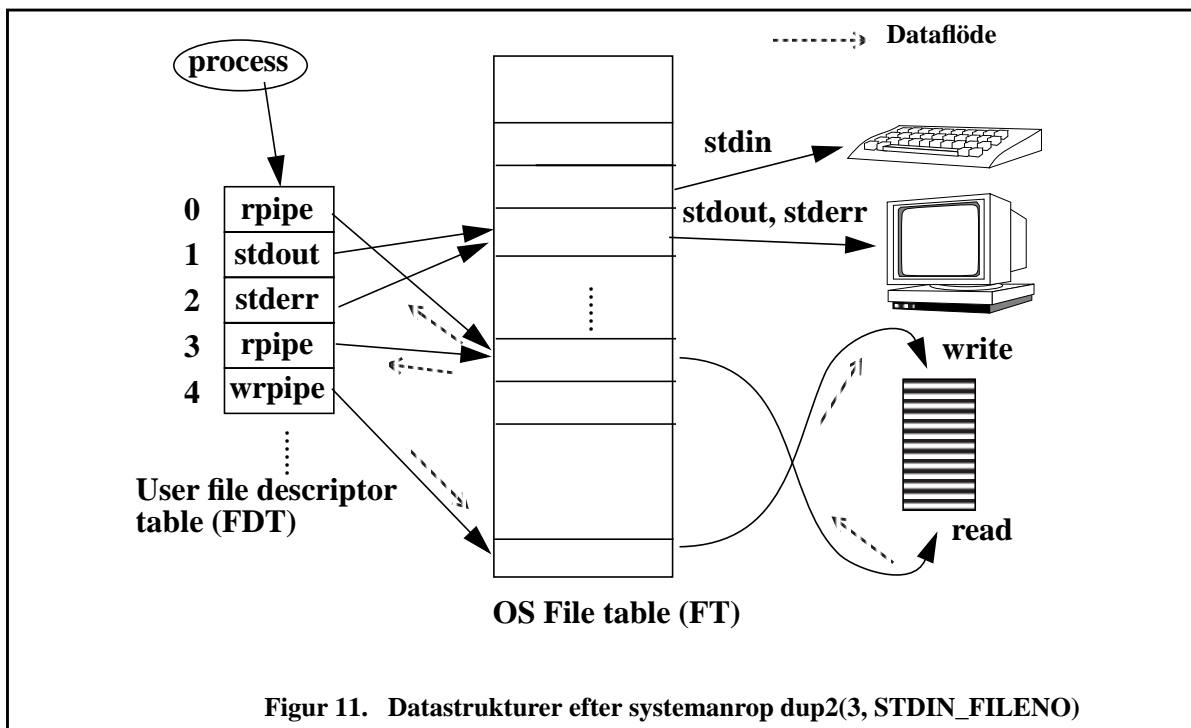 Dataflöde
process
stdin
stdout, stderr
0 rpipe
1 stdout
2 stderr
3 rpipe
4 wrpipe
write
read
User file descriptor
table (FDT)
OS File table (FT)
Figur 11. Datastrukturer efter systemanrop dup2(3, STDIN_FILENO)